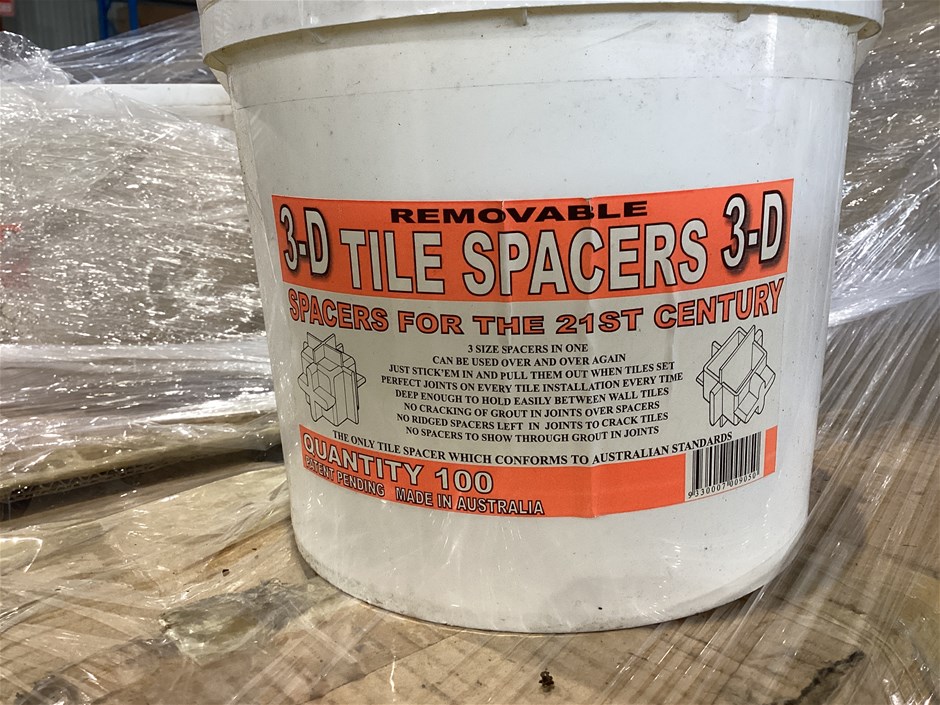 REMOVABLE
3-D TILE SPACERS 3-D
SPACERS FOR THE 21ST CENTURY
3 SIZE SPACERS IN ONE
CAN BE USED OVER AND OVER AGAIN
JUST STICK'EM IN AND PULL THEM OUT WHEN TILES SET
PERFECT JOINTS ON EVERY TILE INSTALLATION EVERY TIME
DEEP ENOUGH TO HOLD EASILY BETWEEN WALL TILES
NO CRACKING OF GROUT IN JOINTS OVER SPACERS
NO RIDGED SPACERS LEFT IN JOINTS TO CRACK TILES
NO SPACERS TO SHOW THROUGH GROUT IN JOINTS
THE ONLY TILE SPACER WHICH CONFORMS TO AUSTRALIAN STANDARDS
QUANTITY 100
PATENT PENDING MADE IN AUSTRALIA
9 330007 009050